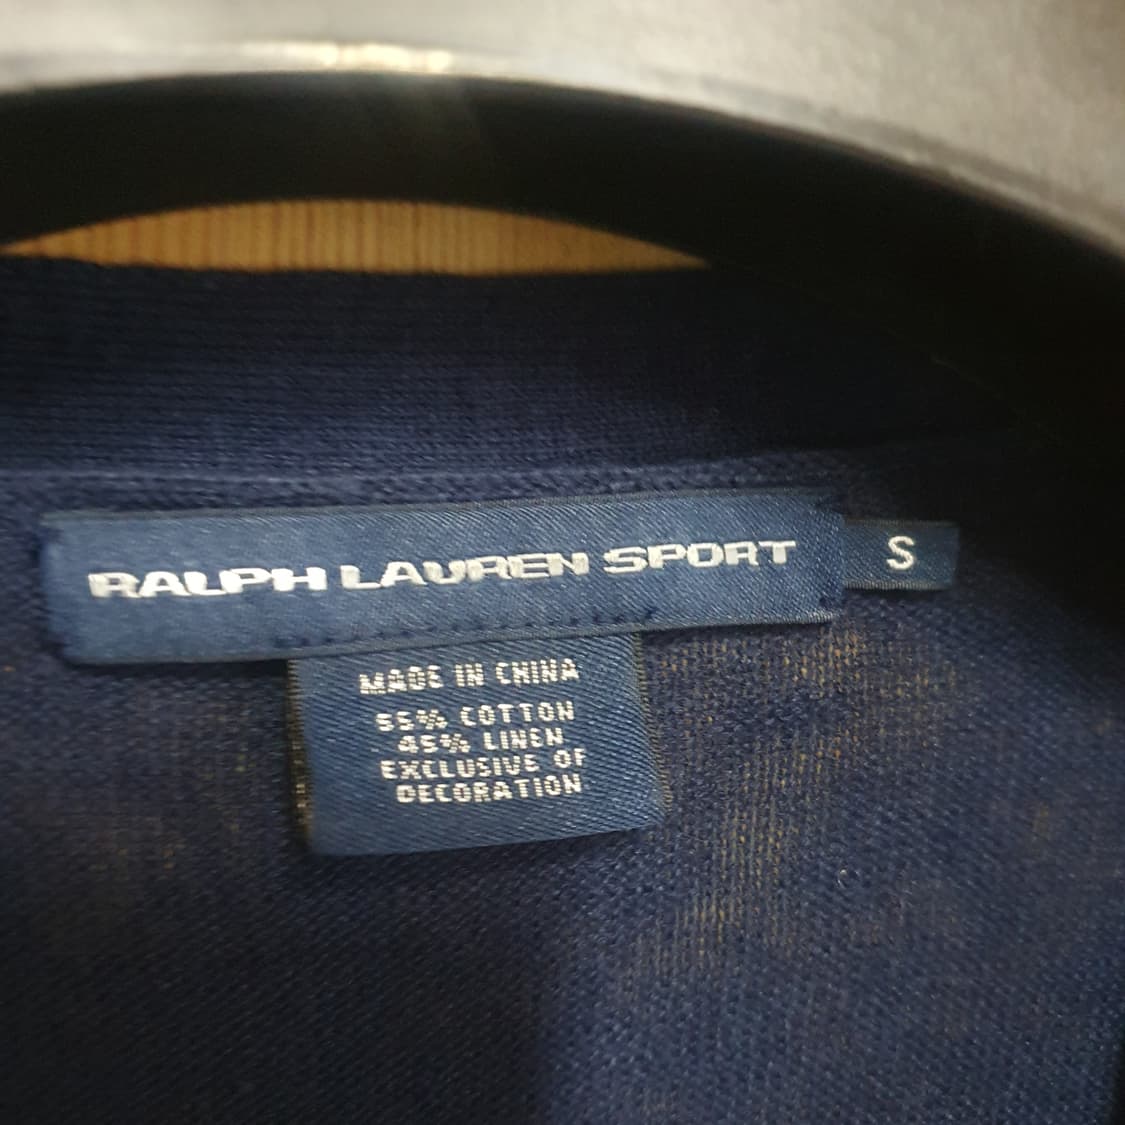 RALPH LAUREN SPORT
S
MADE IN CHINA
55% COTTON
45% LINEN
EXCLUSIVE OF
DECORATION